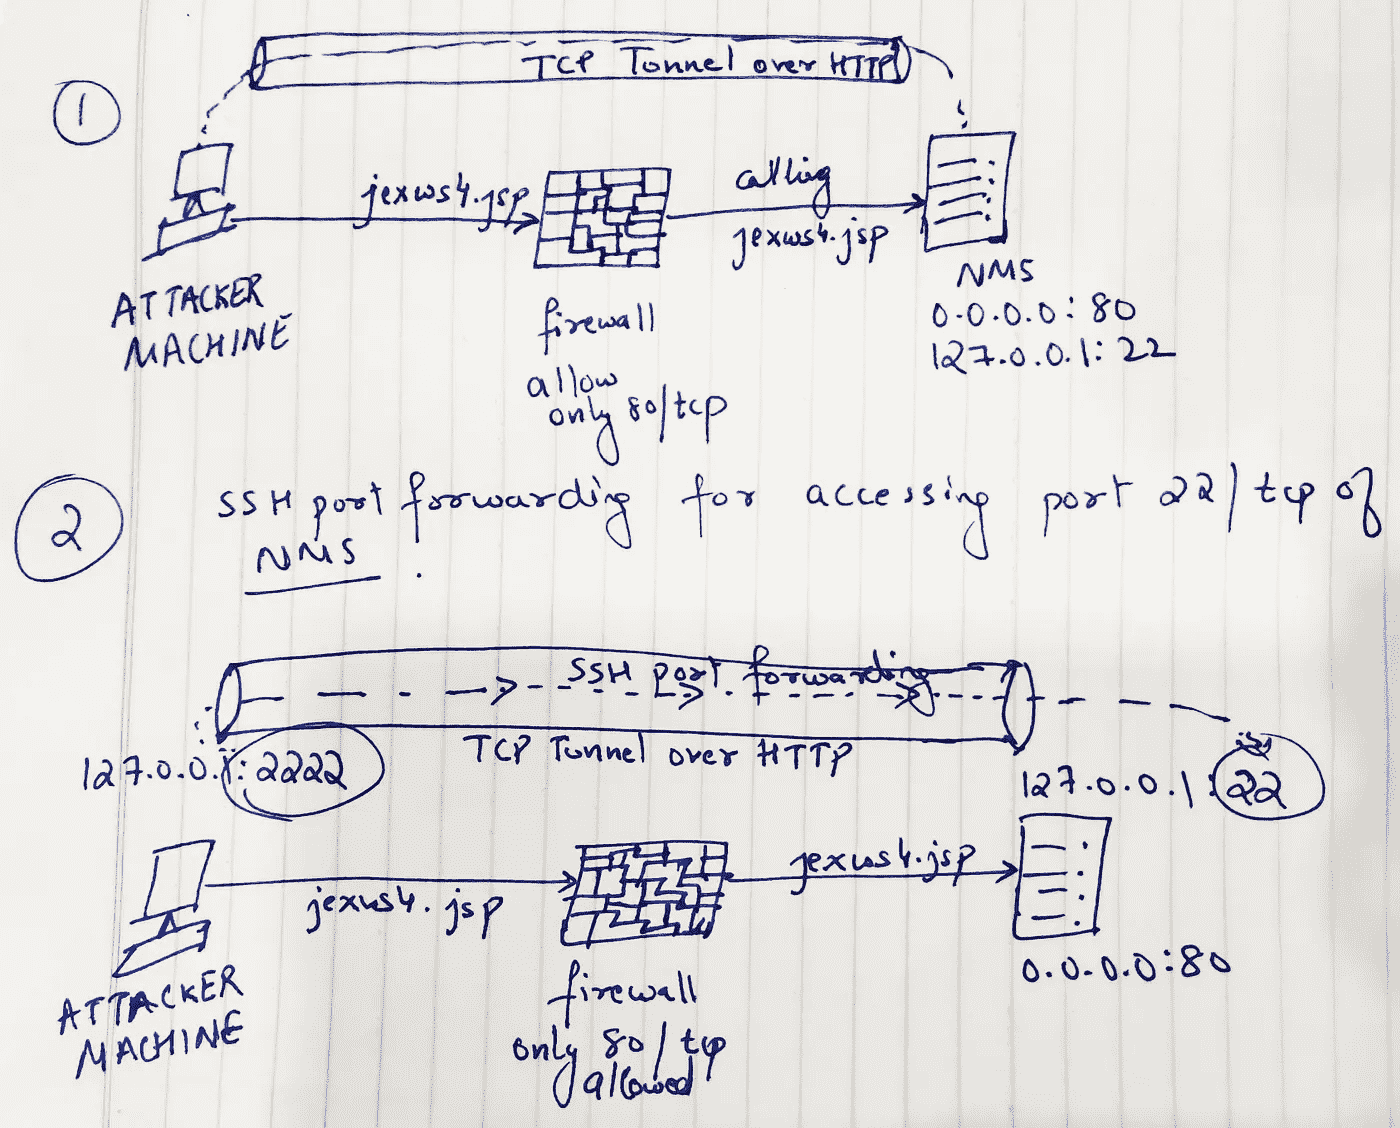 1
TCP Tunnel over HTTP
jexws4.jsp
calling
jexws4.jsp
ATTACKER
MACHINE
firewall
allow
only 80/tcp
NMS
0.0.0.0:80
127.0.0.1:22
2
SSH port forwarding for accessing port 22/tcp of
NMS.
SSH port forwarding
TCP Tunnel over HTTP
127.0.0.1:2222
127.0.0.1:22
jexws4.jsp
jexws4.jsp
ATTACKER
MACHINE
firewall
only 80/tcp
allowed
0.0.0.0:80